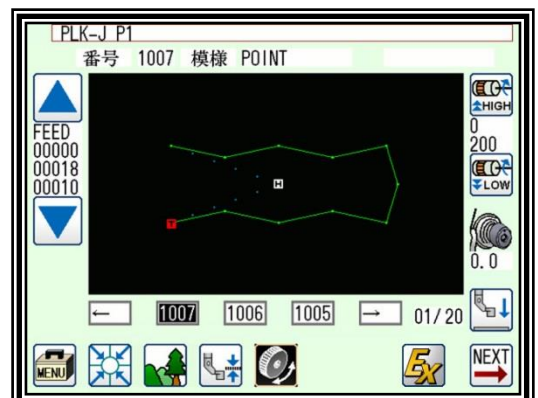 PLK-J P1
番号 1007 模様 POINT
HIGH
FEED
00000
00018
00010
0
200
LOW
T
H
0.0
← 1007 1006 1005 → 01/20
MENU
Ex
NEXT